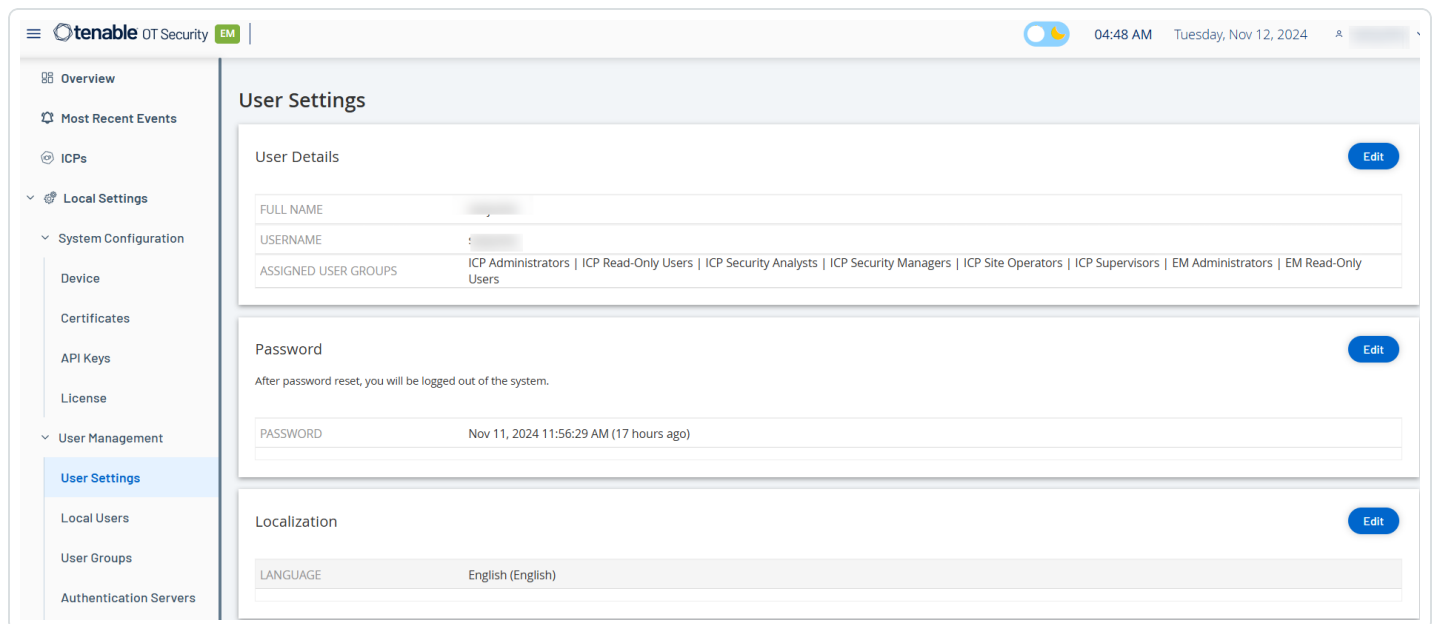 tenable OT Security EM
04:48 AM Tuesday, Nov 12, 2024
Overview
Most Recent Events
ICPs
Local Settings
System Configuration
Device
Certificates
API Keys
License
User Management
User Settings
Local Users
User Groups
Authentication Servers
User Settings
User Details
Edit
FULL NAME
USERNAME
ASSIGNED USER GROUPS
ICP Administrators | ICP Read-Only Users | ICP Security Analysts | ICP Security Managers | ICP Site Operators | ICP Supervisors | EM Administrators | EM Read-Only
Users
Password
Edit
After password reset, you will be logged out of the system.
PASSWORD Nov 11, 2024 11:56:29 AM (17 hours ago)
Localization
Edit
LANGUAGE English (English)